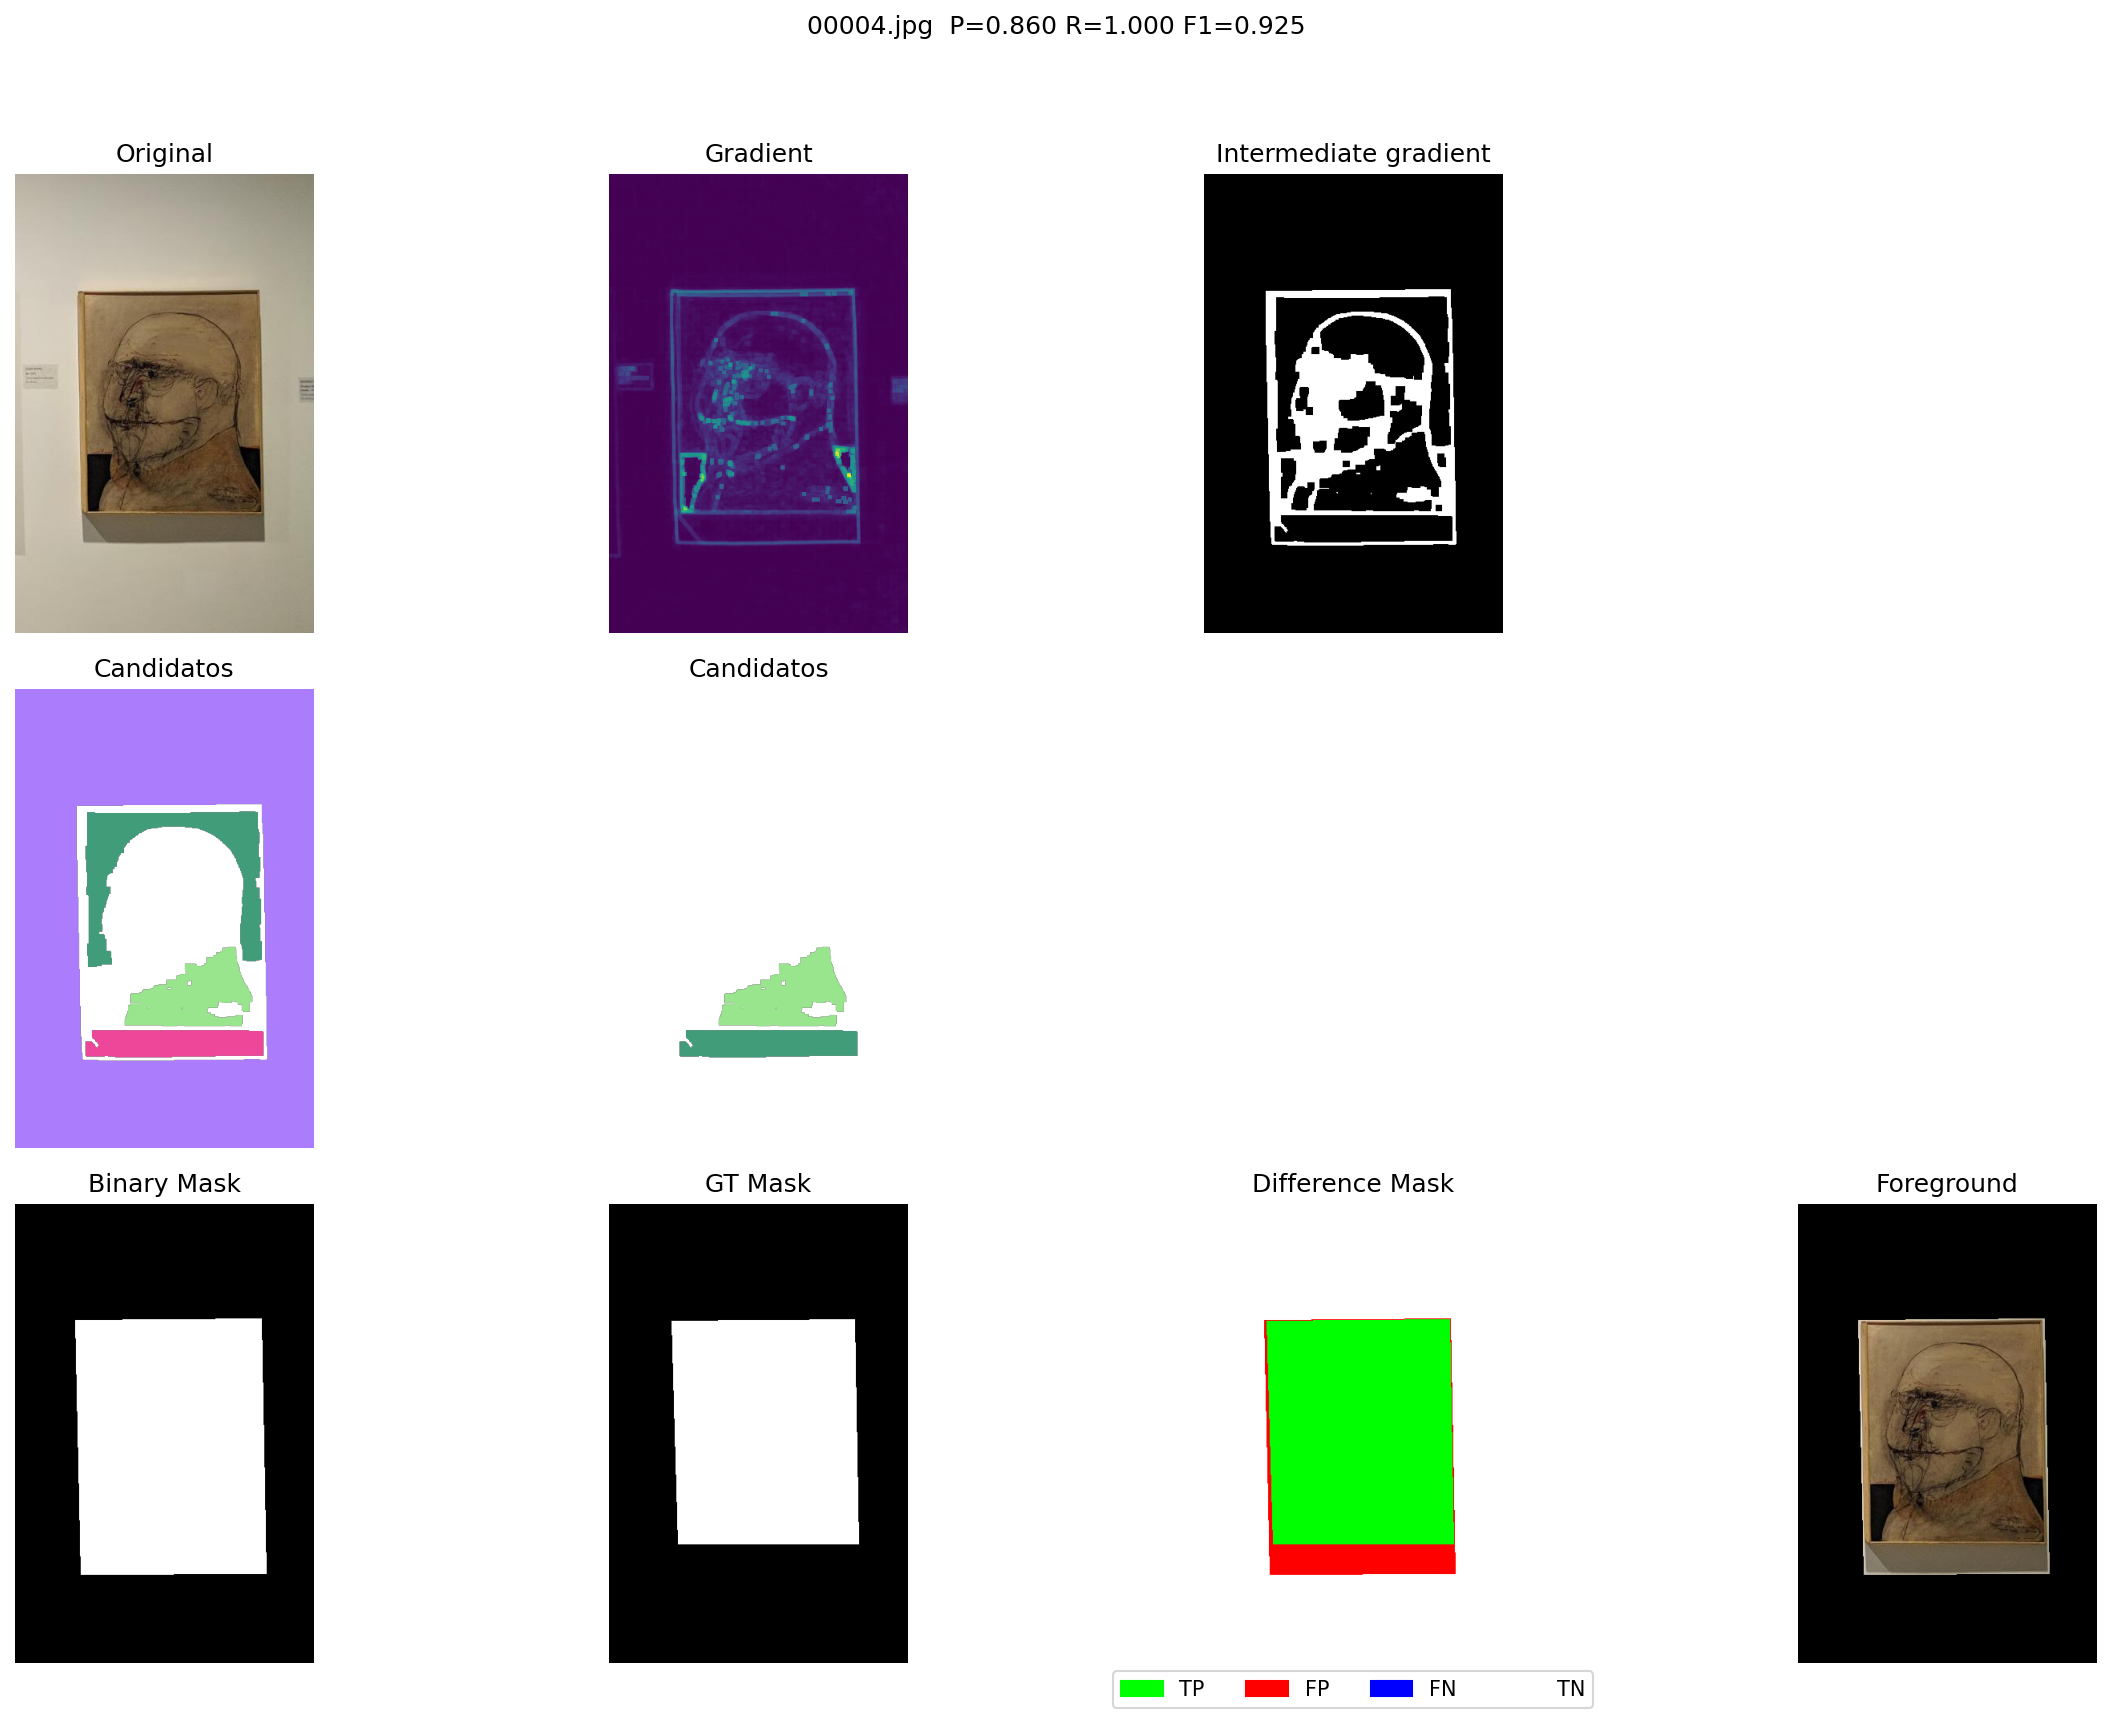 00004.jpg  P=0.860 R=1.000 F1=0.925
Original
Gradient
Intermediate gradient
Candidatos
Candidatos
Binary Mask
GT Mask
Difference Mask
Foreground
TP
FP
FN
TN